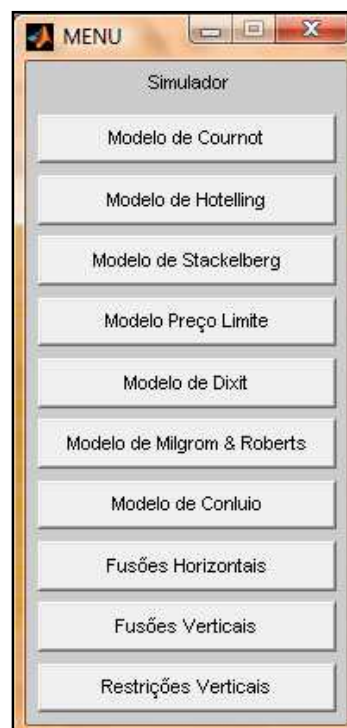 MENU
Simulador
Modelo de Cournot
Modelo de Hotelling
Modelo de Stackelberg
Modelo Preço Limite
Modelo de Dixit
Modelo de Milgrom & Roberts
Modelo de Conluio
Fusões Horizontais
Fusões Verticais
Restrições Verticais